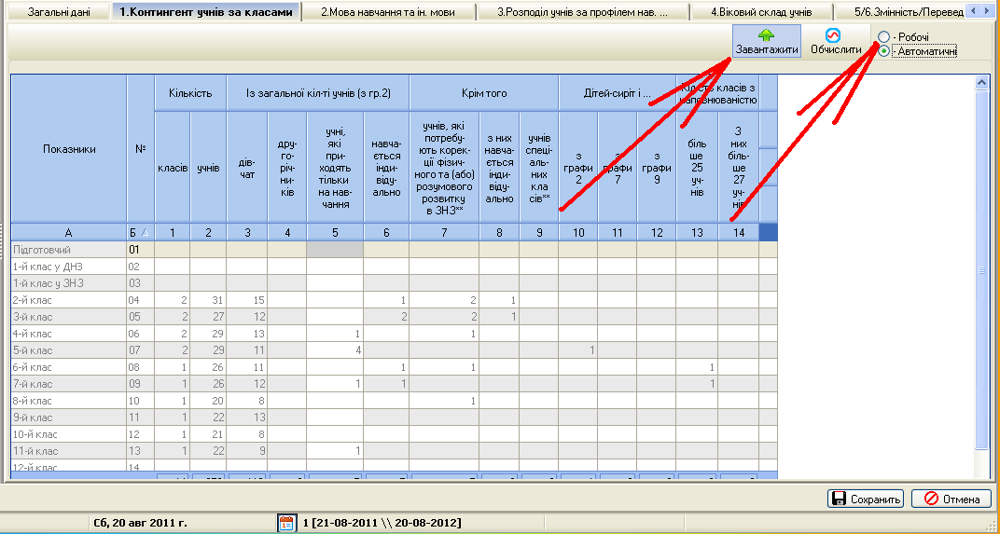 Загальні дані
1.Контингент учнів за класами
2.Мова навчання та ін. мови
3.Розподіл учнів за профілем нав. ...
4.Віковий склад учнів
5/6.Змінність/Перевед
Завантажити
Обчислити
- Робочі
- Автоматичні
Показники
№
Кількість
Із загальної кіл-ті учнів (з гр.2)
Крім того
Дітей-сиріт і ...
класів з
класів
учнів
дів-
чат
дру-
го-
річ-
ни-
ків
учні,
які
при-
ходять
тільки
на нав-
чання
навча-
ється
інди-
віду-
ально
учнів, які
потребу-
ють корек-
ції фізич-
ного та (або)
розумового
розвитку
в ЗНЗ**
з них
навча-
ється
інди-
віду-
ально
учнів
спеці-
аль-
них
кла
сів**
з
графи
2
з
графи
7
з
графи
9
біль
ше
25
уч-
нів
З
них
біль-
ше
27
уч-
нів
А Б 1 2 3 4 5 6 7 8 9 10 11 12 13 14
Підготовчий 01
1-й клас у ДНЗ 02
1-й клас у ЗНЗ 03
2-й клас 04 2 31 15 1 2 1
3-й клас 05 2 27 12 2 2 1
4-й клас 06 2 29 13 1 1
5-й клас 07 2 29 11 4 1
6-й клас 08 1 26 11 1 1 1
7-й клас 09 1 26 12 1 1 1
8-й клас 10 1 20 8 1
9-й клас 11 1 22 13
10-й клас 12 1 21 8
11-й клас 13 1 22 9 1
12-й клас 14
Сохранить
Отмена
Сб, 20 авг 2011 г.
1 [21-08-2011 \\ 20-08-2012]